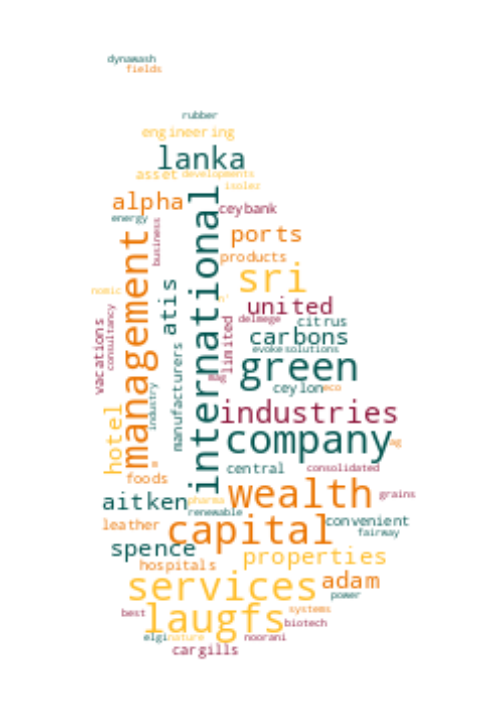 dynawash
fields
rubber
engineering
lanka
asset developments
isolez
alpha
ceybank
energy
business
international
management
ports
products
sri
nomic
atis
united
limited
delmege
citrus
vacations
consultancy
carbons
evoke solutions
manufacturers
green
mag
ceylon eco
industry
hotel
industries
company
ag
central
consolidated
foods
wealth
grains
aitken
pharma
renewable
capital
convenient
leather
fairway
spence
properties
hospitals
services
adam
power
laugfs
best
systems
biotech
elgi nature
noorani
cargills